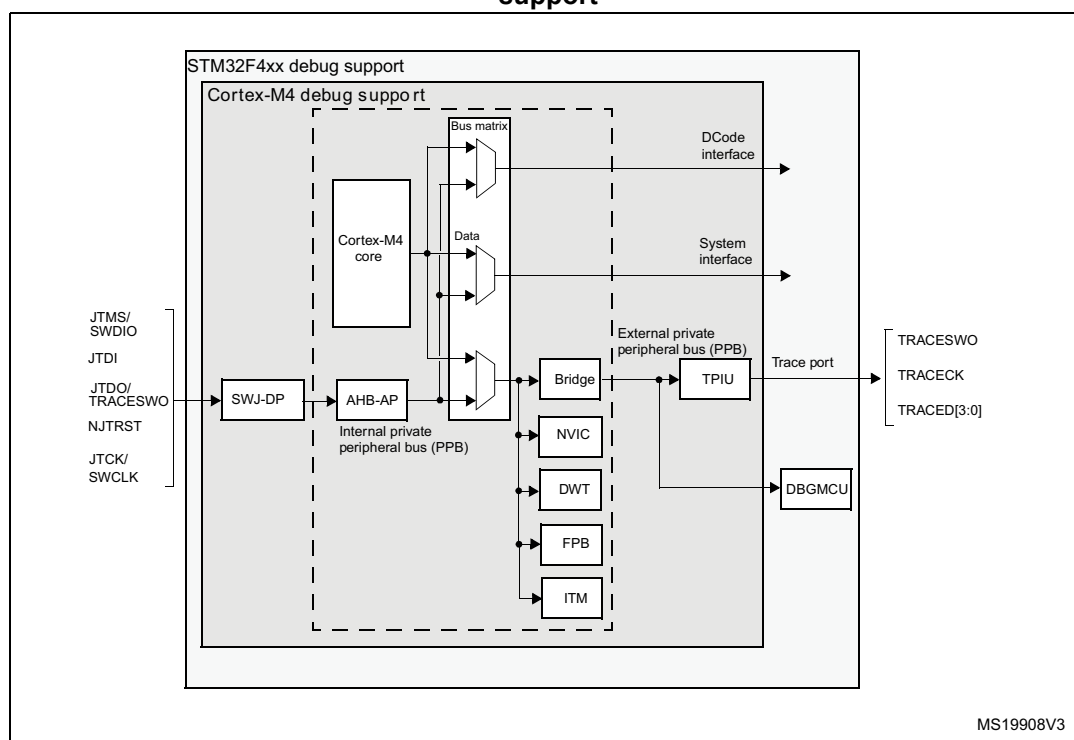 support
STM32F4xx debug support
Cortex-M4 debug support
Bus matrix
DCode
interface
Cortex-M4
core
Data
System
interface
JTMS/
SWDIO
JTDI
JTDO/
TRACESWO
NJTRST
JTCK/
SWCLK
SWJ-DP
AHB-AP
Internal private
peripheral bus (PPB)
External private
peripheral bus (PPB)
Bridge
NVIC
DWT
FPB
ITM
TPIU
Trace port
TRACESWO
TRACECK
TRACED[3:0]
DBGMCU
MS19908V3